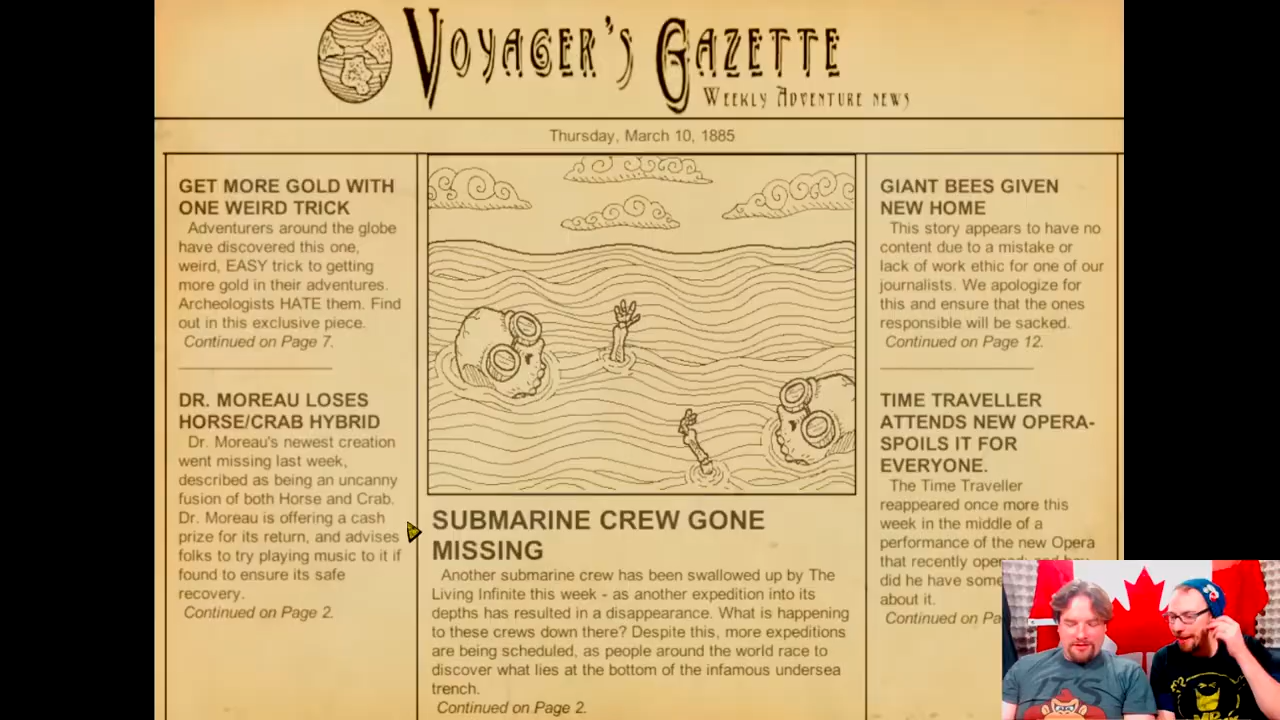 VOYAGER'S GAZETTE
WEEKLY ADVENTURE NEWS
Thursday, March 10, 1885
GET MORE GOLD WITH
ONE WEIRD TRICK
Adventurers around the globe
have discovered this one,
weird, EASY trick to getting
more gold in their adventures.
Archeologists HATE them. Find
out in this exclusive piece.
Continued on Page 7.
DR. MOREAU LOSES
HORSE/CRAB HYBRID
Dr. Moreau's newest creation
went missing last week,
described as being an uncanny
fusion of both Horse and Crab.
Dr. Moreau is offering a cash
prize for its return, and advises
folks to try playing music to it if
found to ensure its safe
recovery.
Continued on Page 2.
SUBMARINE CREW GONE
MISSING
Another submarine crew has been swallowed up by The
Living Infinite this week - as another expedition into its
depths has resulted in a disappearance. What is happening
to these crews down there? Despite this, more expeditions
are being scheduled, as people around the world race to
discover what lies at the bottom of the infamous undersea
trench.
Continued on Page 2.
GIANT BEES GIVEN
NEW HOME
This story appears to have no
content due to a mistake or
lack of work ethic for one of our
journalists. We apologize for
this and ensure that the ones
responsible will be sacked.
Continued on Page 12.
TIME TRAVELLER
ATTENDS NEW OPERA-
SPOILS IT FOR
EVERYONE.
The Time Traveller
reappeared once more this
week in the middle of a
performance of the new Opera
that recently
did he have some
about it.
Continued on
IT'S